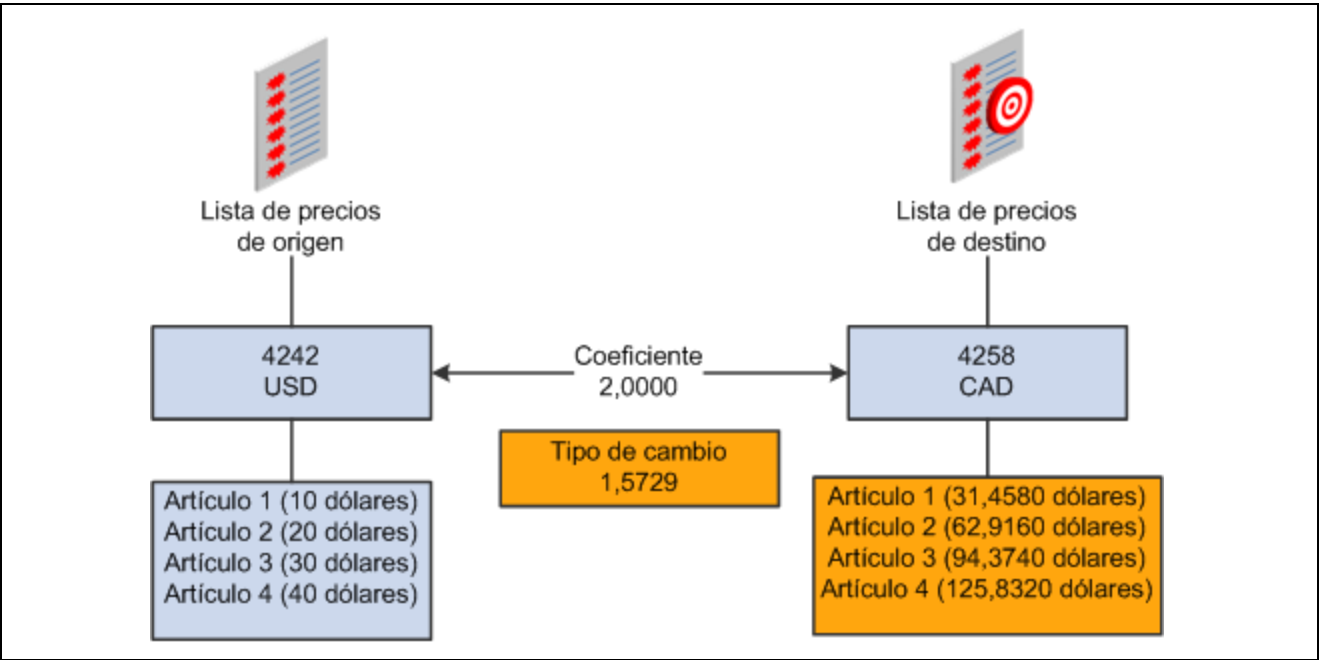 Lista de precios
de origen
Lista de precios
de destino
4242
USD
Coeficiente
2,0000
4258
CAD
Tipo de cambio
1,5729
Artículo 1 (10 dólares)
Artículo 2 (20 dólares)
Artículo 3 (30 dólares)
Artículo 4 (40 dólares)
Artículo 1 (31,4580 dólares)
Artículo 2 (62,9160 dólares)
Artículo 3 (94,3740 dólares)
Artículo 4 (125,8320 dólares)